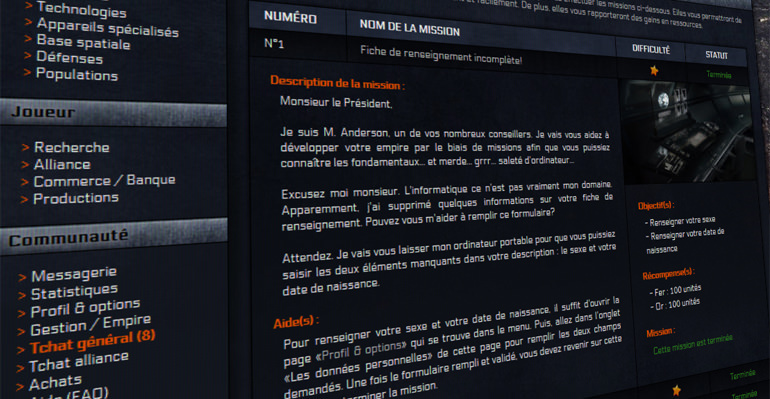 > Technologies
> Appareils spécialisés
> Base spatiale
> Défenses
> Populations
Joueur
> Recherche
> Alliance
> Commerce / Banque
> Productions
Communauté
> Messagerie
> Statistiques
> Profil & options
> Gestion / Empire
> Tchat général (8)
> Tchat alliance
> Achats
> Aide (FAQ)
effectuer les missions ci-dessous. Elles vous permettront de
et facilement. De plus, elles vous rapporteront des gains en ressources.
NUMÉRO NOM DE LA MISSION DIFFICULTÉ STATUT
N°1 Fiche de renseignement incomplète! Terminée
Description de la mission :
Monsieur le Président,
Je suis M. Anderson, un de vos nombreux conseillers. Je vais vous aidez à
développer votre empire par le biais de missions afin que vous puissiez
connaître les fondamentaux... et merde... grrr... saleté d'ordinateur...
Excusez moi monsieur. L'informatique ce n'est pas vraiment mon domaine.
Apparemment, j'ai supprimé quelques informations sur votre fiche de
renseignement. Pouvez vous m'aider à remplir ce formulaire?
Attendez. Je vais vous laisser mon ordinateur portable pour que vous puissiez
saisir les deux éléments manquants dans votre description : le sexe et votre
date de naissance.
Aide(s) :
Pour renseigner votre sexe et votre date de naissance, il suffit d'ouvrir la
page «Profil & options» qui se trouve dans le menu. Puis, allez dans l'onglet
«Les données personnelles» de cette page pour remplir les deux champs
demandés. Une fois le formulaire rempli et validé, vous devez revenir sur cette
terminer la mission.
Objectif(s) :
- Renseigner votre sexe
- Renseigner votre date de
naissance
Récompense(s) :
- Fer : 100 unités
- Or : 100 unités
Mission :
Cette mission est terminée
Terminée
Terminée